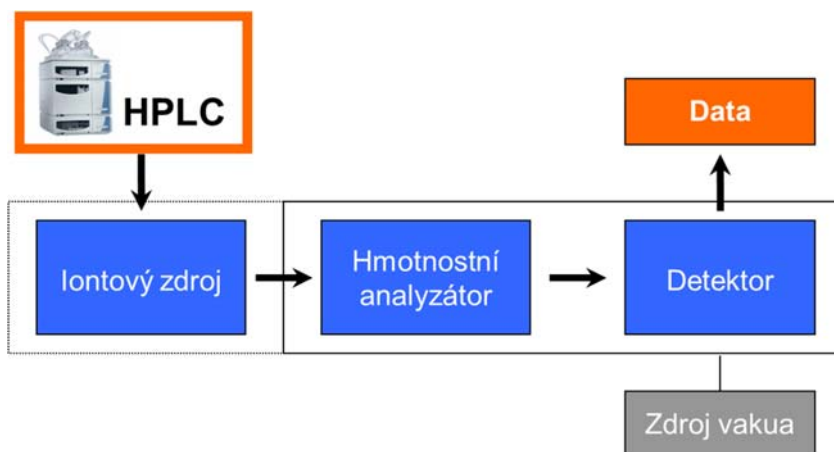 HPLC
Data
Iontový zdroj
Hmotnostní
analyzátor
Detektor
Zdroj vakua